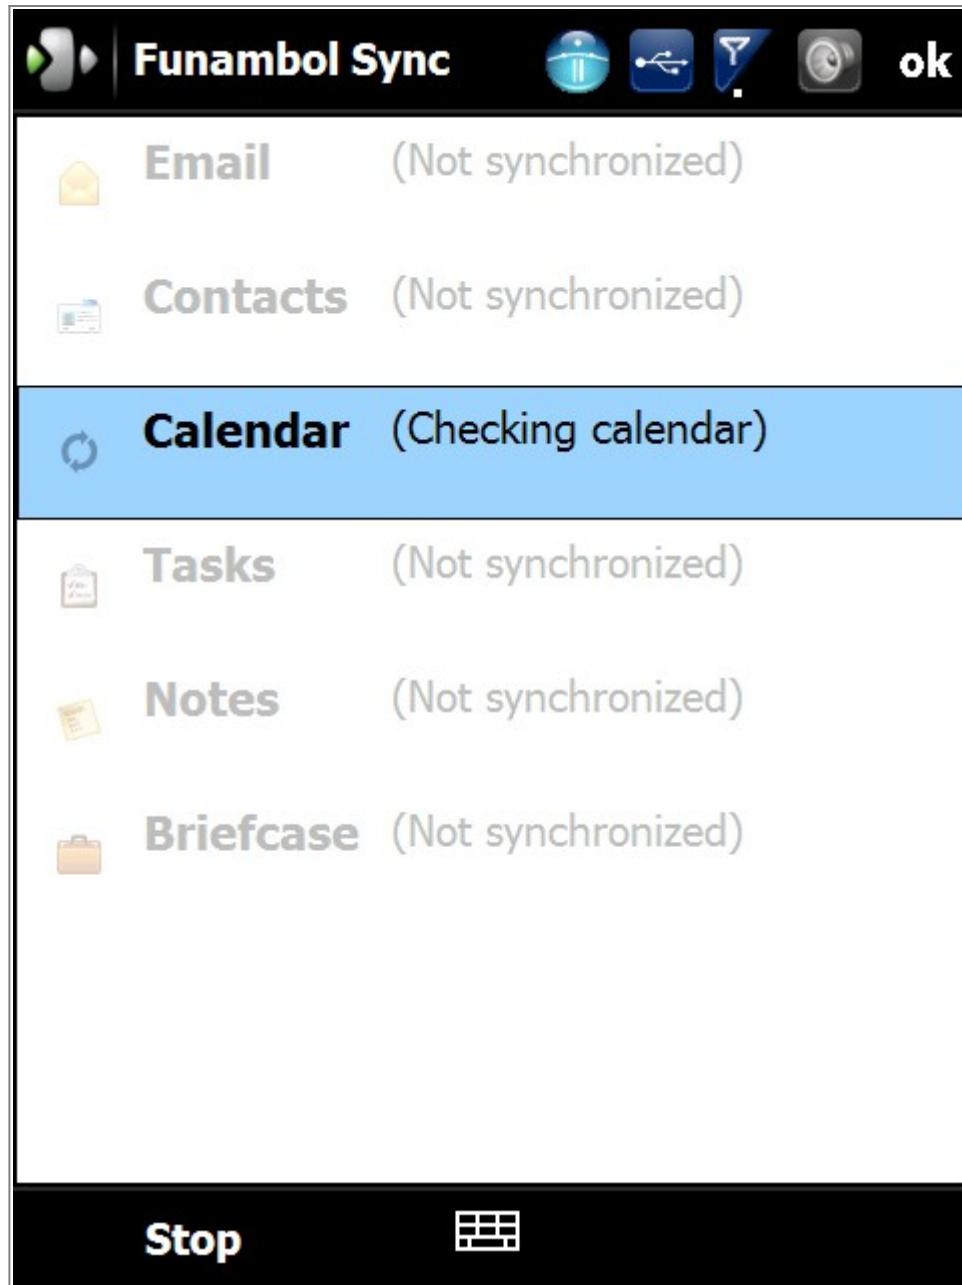 Funambol Sync ok
Email (Not synchronized)
Contacts (Not synchronized)
Calendar (Checking calendar)
Tasks (Not synchronized)
Notes (Not synchronized)
Briefcase (Not synchronized)
Stop